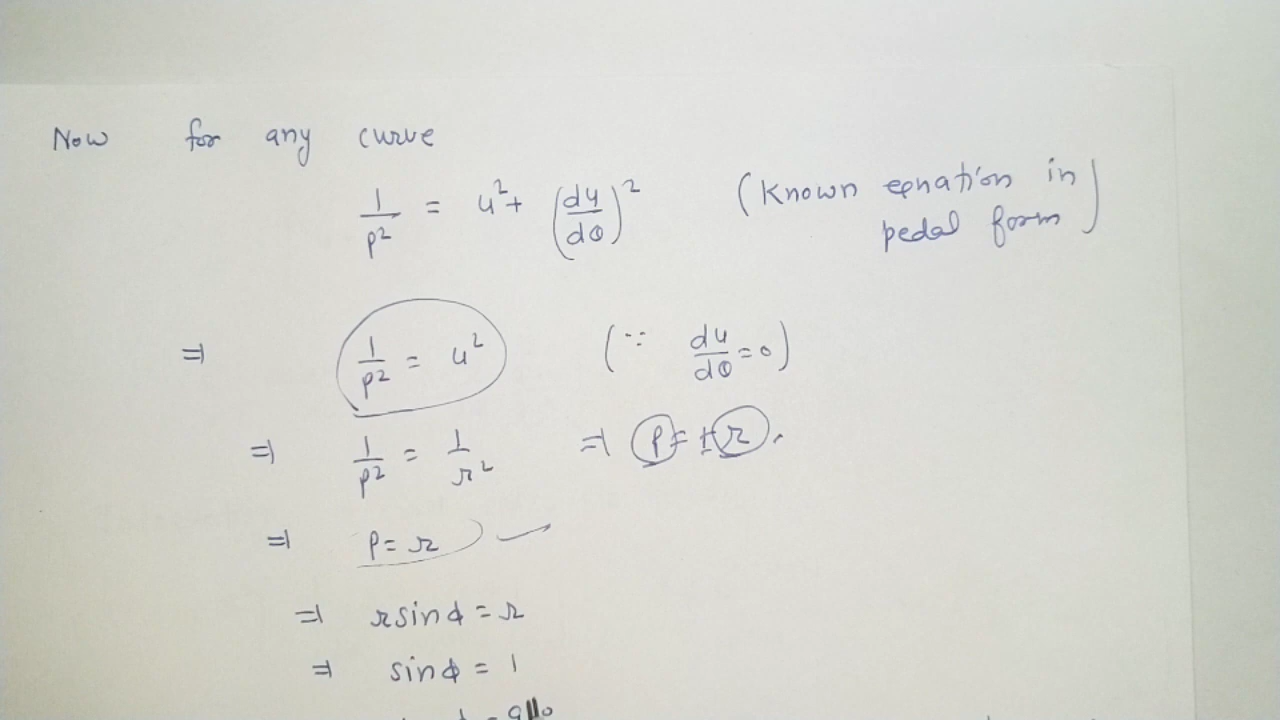 Now for any curve
1/p² = u² + (du/dθ)² (Known equation in
pedal form)
⇒ 1/p² = u² (∵ du/dθ = 0)
⇒ 1/p² = 1/r² ⇒ p = ±r.
⇒ p = r
⇒ r sin φ = r
⇒ sin φ = 1